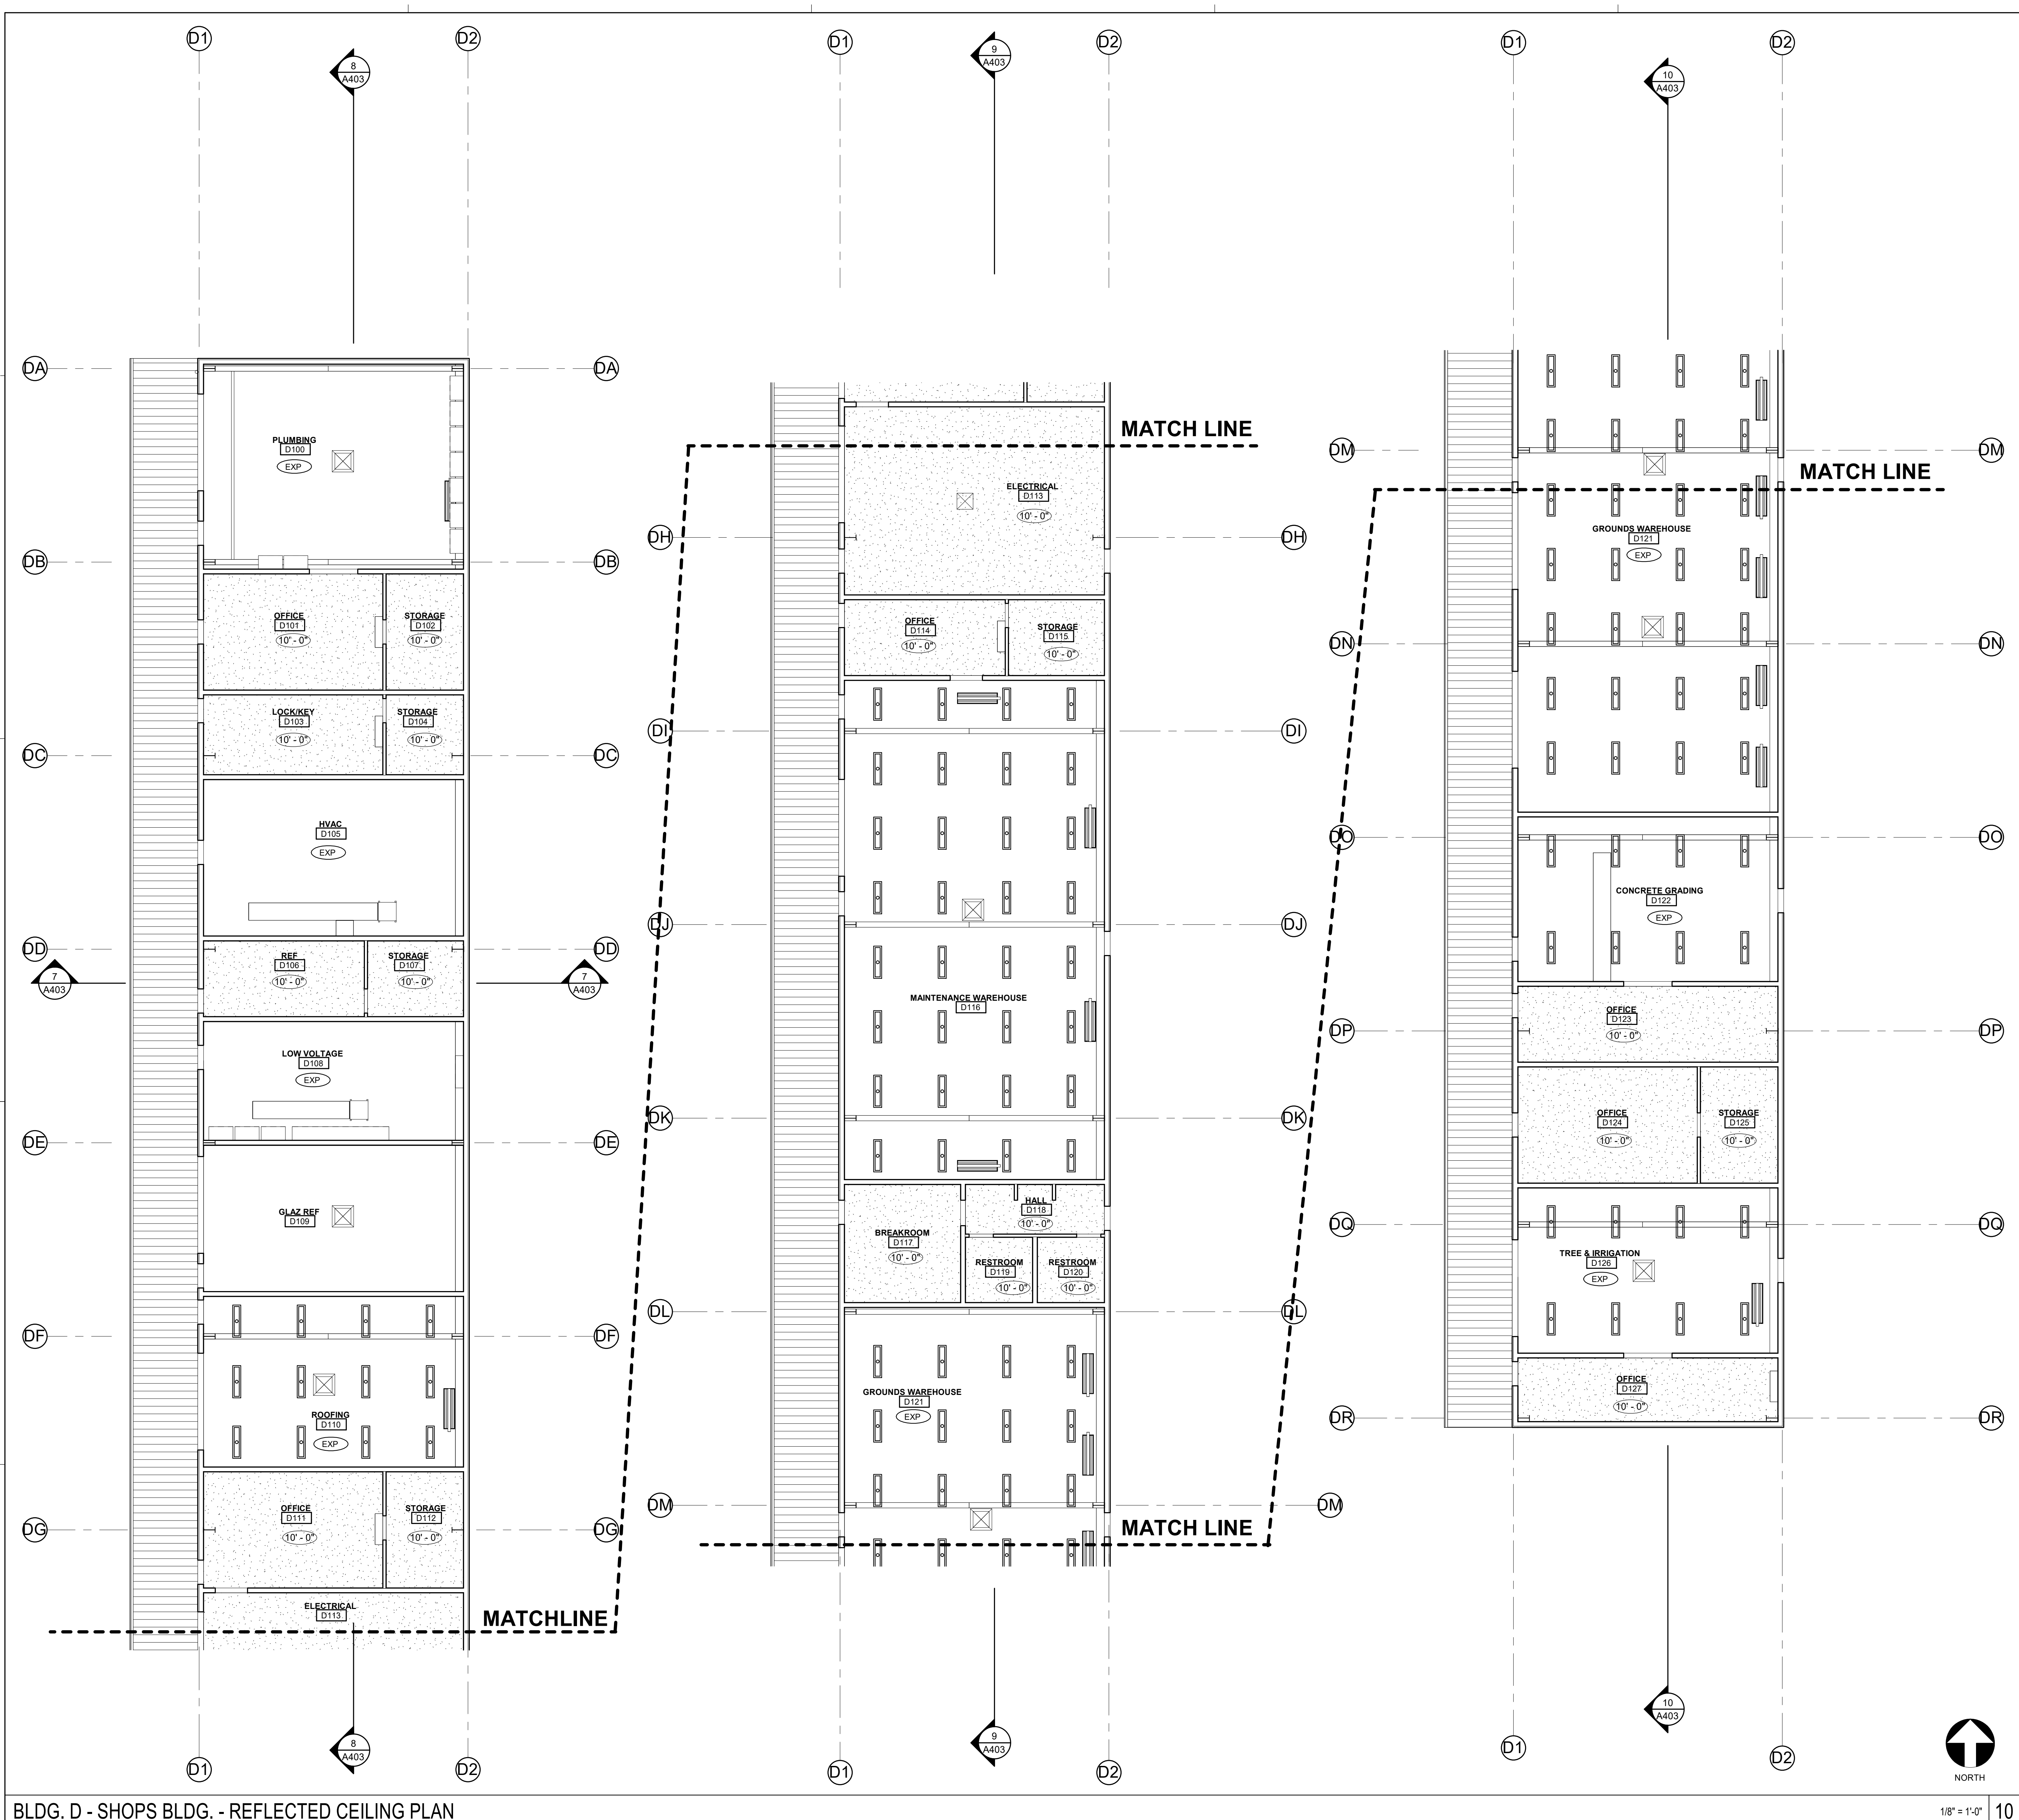 D1
D2
8
A403
D1
9
A403
D2
D1
10
A403
D2
DA
DA
PLUMBING
D100
EXP
DB
DB
OFFICE
D101
10' - 0"
STORAGE
D102
10' - 0"
LOCK/KEY
D103
10' - 0"
STORAGE
D104
10' - 0"
DC
DC
HVAC
D105
EXP
DD
DD
REF
D106
10' - 0"
STORAGE
D107
10' - 0"
7
A403
7
A403
LOW VOLTAGE
D108
EXP
DE
DE
GLAZ REF
D109
DF
DF
ROOFING
D110
EXP
OFFICE
D111
10' - 0"
STORAGE
D112
10' - 0"
DG
DG
ELECTRICAL
D113
MATCHLINE
8
A403
D1
D2
MATCH LINE
ELECTRICAL
D113
10' - 0"
DH
DH
OFFICE
D114
10' - 0"
STORAGE
D115
10' - 0"
DI
DI
DJ
DJ
MAINTENANCE WAREHOUSE
D116
DK
DK
HALL
D118
10' - 0"
BREAKROOM
D117
10' - 0"
RESTROOM
D119
10' - 0"
RESTROOM
D120
10' - 0"
DL
DL
GROUNDS WAREHOUSE
D121
EXP
DM
DM
MATCH LINE
9
A403
D1
D2
DM
DM
MATCH LINE
GROUNDS WAREHOUSE
D121
EXP
DN
DN
DO
DO
CONCRETE GRADING
D122
EXP
OFFICE
D123
10' - 0"
DP
DP
OFFICE
D124
10' - 0"
STORAGE
D125
10' - 0"
DQ
DQ
TREE & IRRIGATION
D126
EXP
OFFICE
D127
10' - 0"
DR
DR
10
A403
D1
D2
NORTH
BLDG. D - SHOPS BLDG. - REFLECTED CEILING PLAN
1/8" = 1'-0"
10